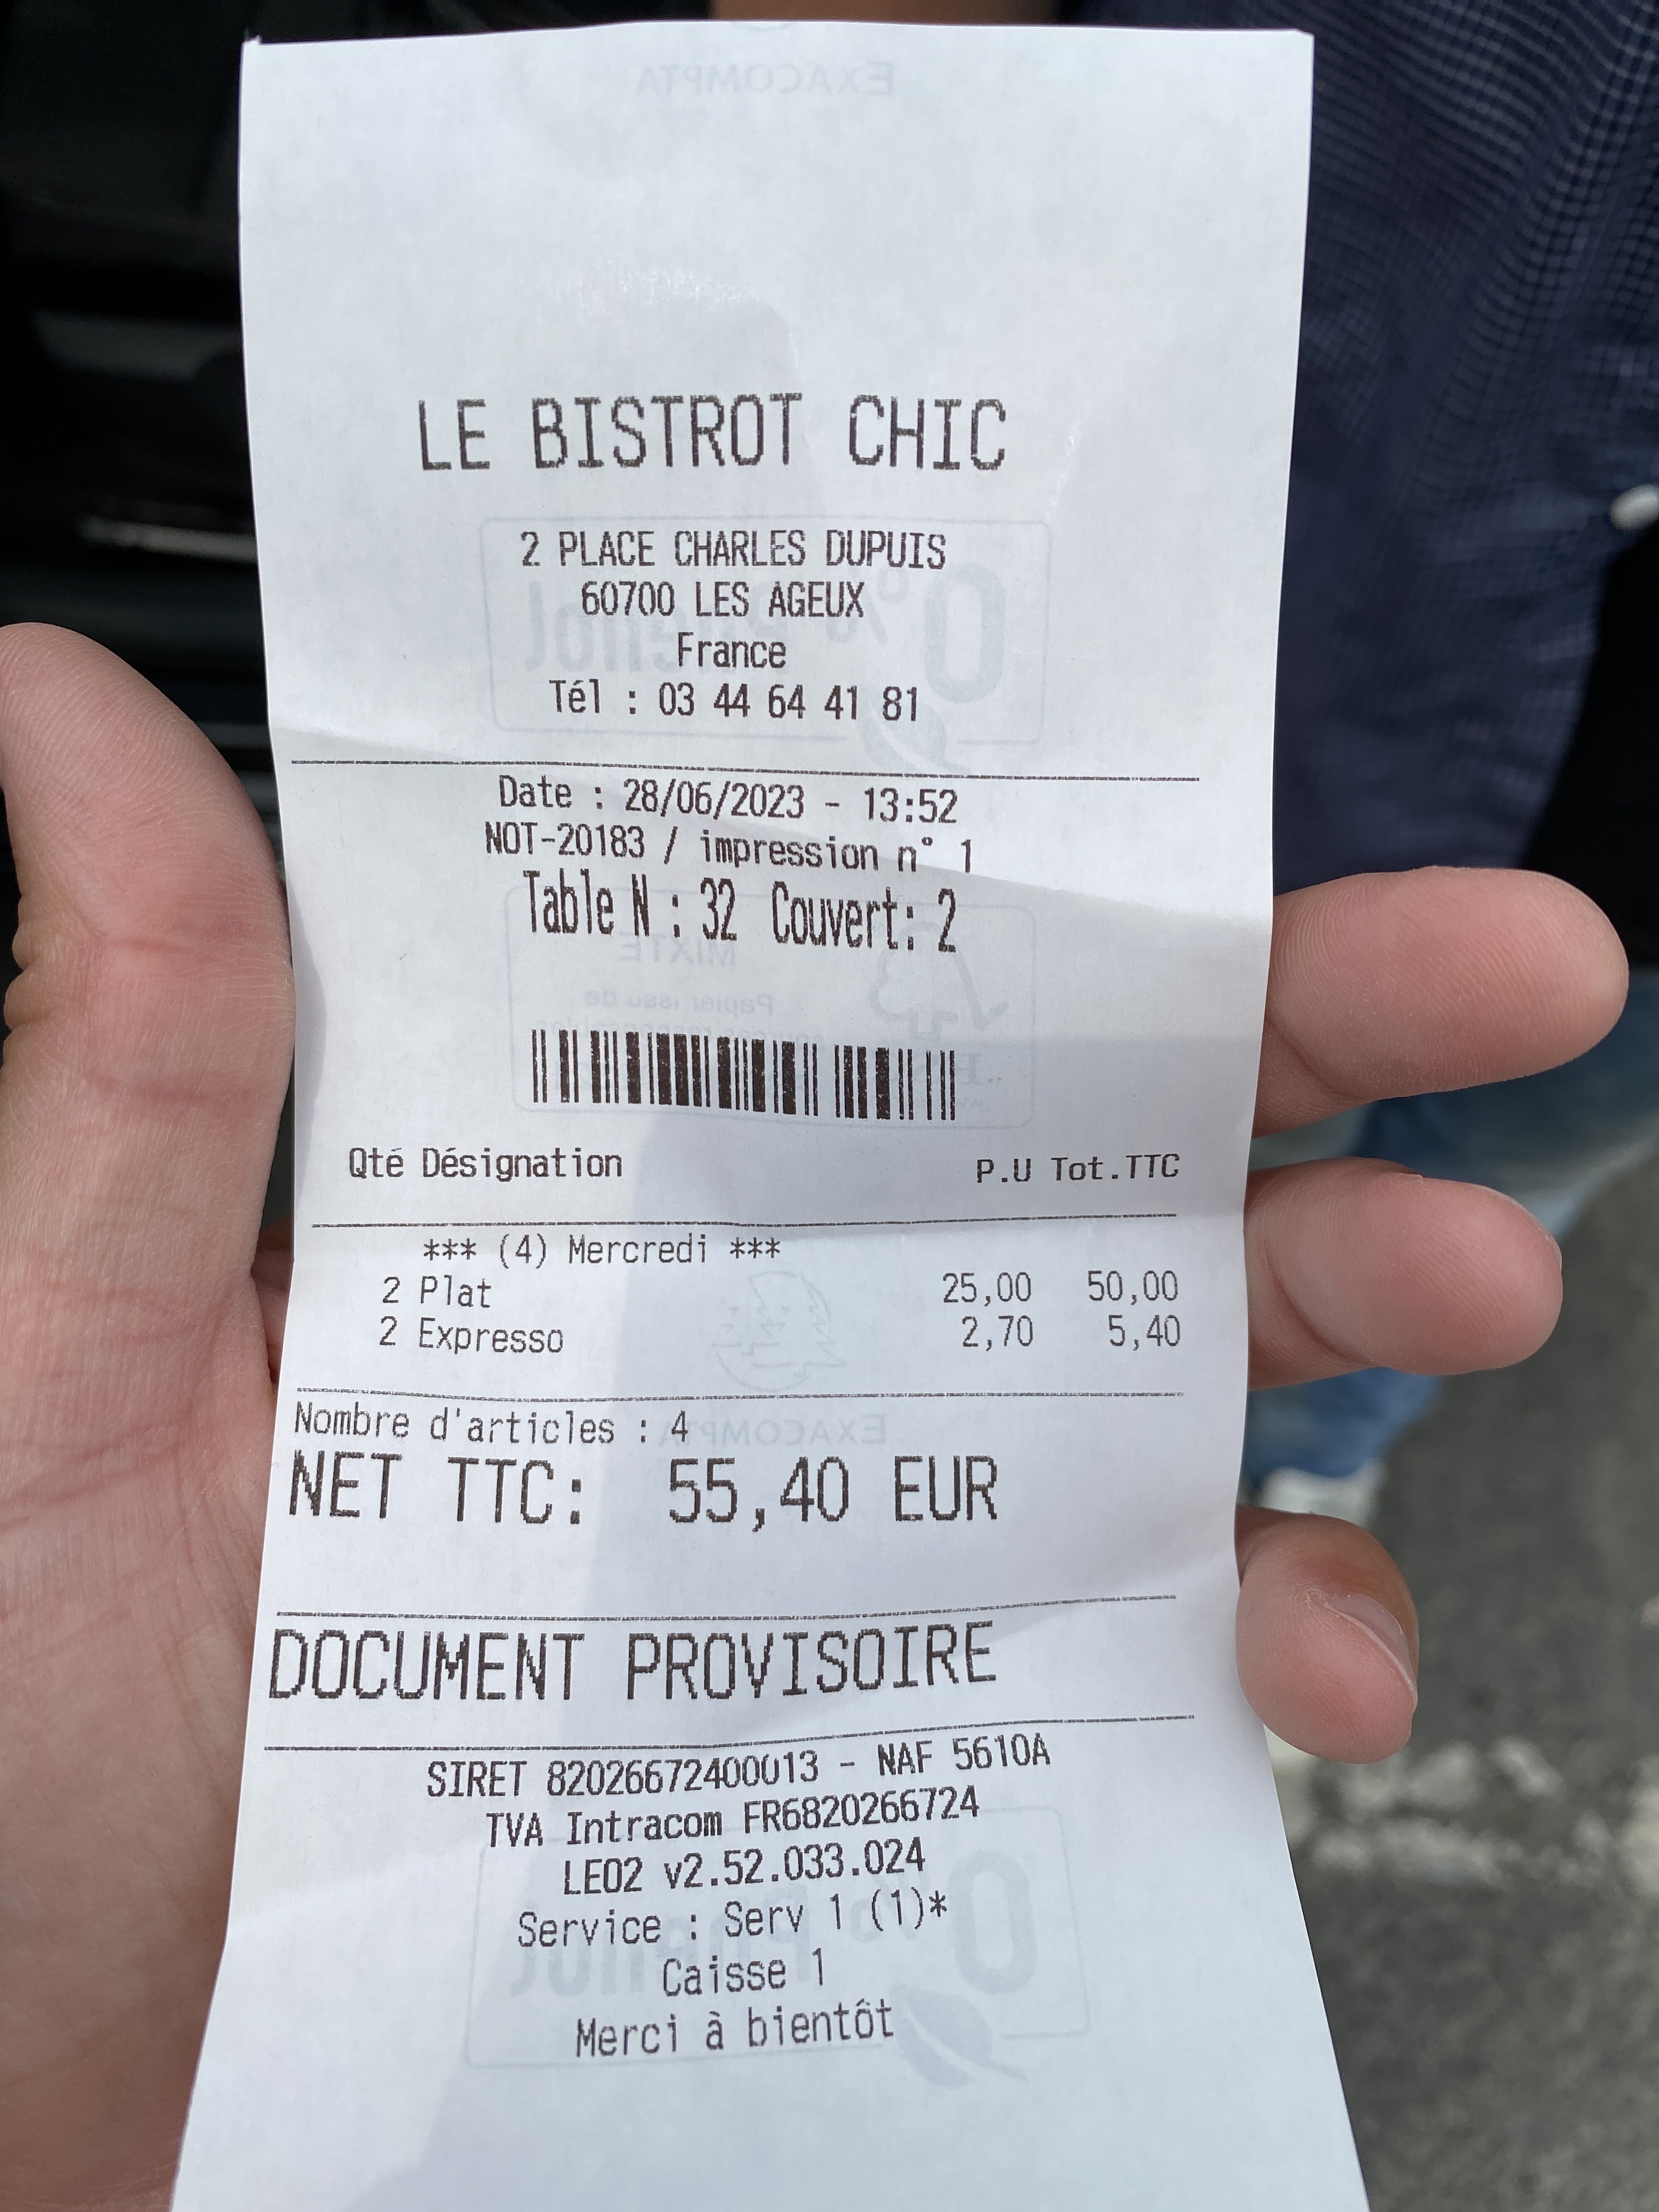 LE BISTROT CHIC
2 PLACE CHARLES DUPUIS
60700 LES AGEUX
France
Tél : 03 44 64 41 81
Date : 28/06/2023 - 13:52
NOT-20183 / impression n° 1
Table N : 32 Couvert: 2
Qté Désignation P.U Tot.TTC
*** (4) Mercredi ***
2 Plat 25,00 50,00
2 Expresso 2,70 5,40
Nombre d'articles : 4
NET TTC: 55,40 EUR
DOCUMENT PROVISOIRE
SIRET 82026672400013 - NAF 5610A
TVA Intracom FR6820266724
LEO2 v2.52.033.024
Service : Serv 1 (1)*
Caisse 1
Merci à bientôt